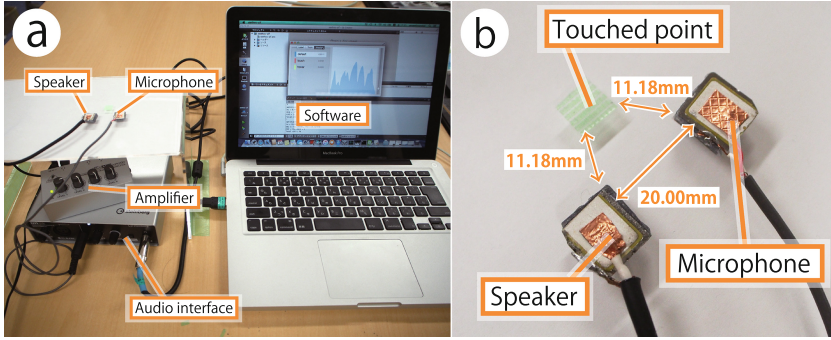 a
Speaker
Microphone
Software
Amplifier
Audio interface
b
Touched point
11.18mm
11.18mm
20.00mm
Microphone
Speaker